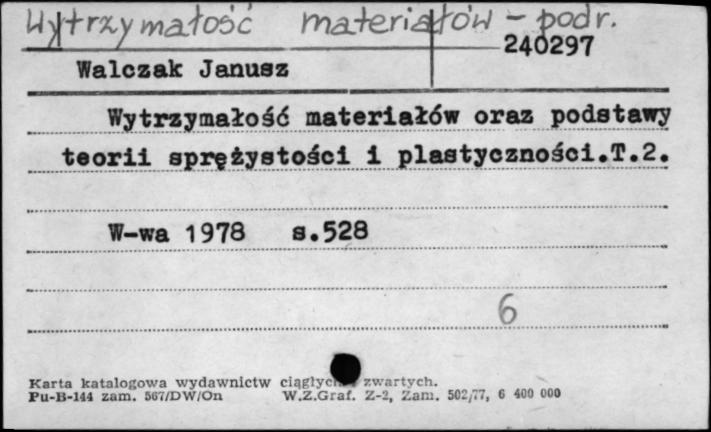 Wytrzymałość materiałów - podr.
240297
Walczak Janusz
Wytrzymałość materiałów oraz podstawy
teorii sprężystości i plastyczności.T.2.
W-wa 1978 s.528
6
Karta katalogowa wydawnictw ciągłych i zwartych.
Pu-B-144 zam. 567/DW/On W.Z.Graf. Z-2, Zam. 502/77, 6 400 000